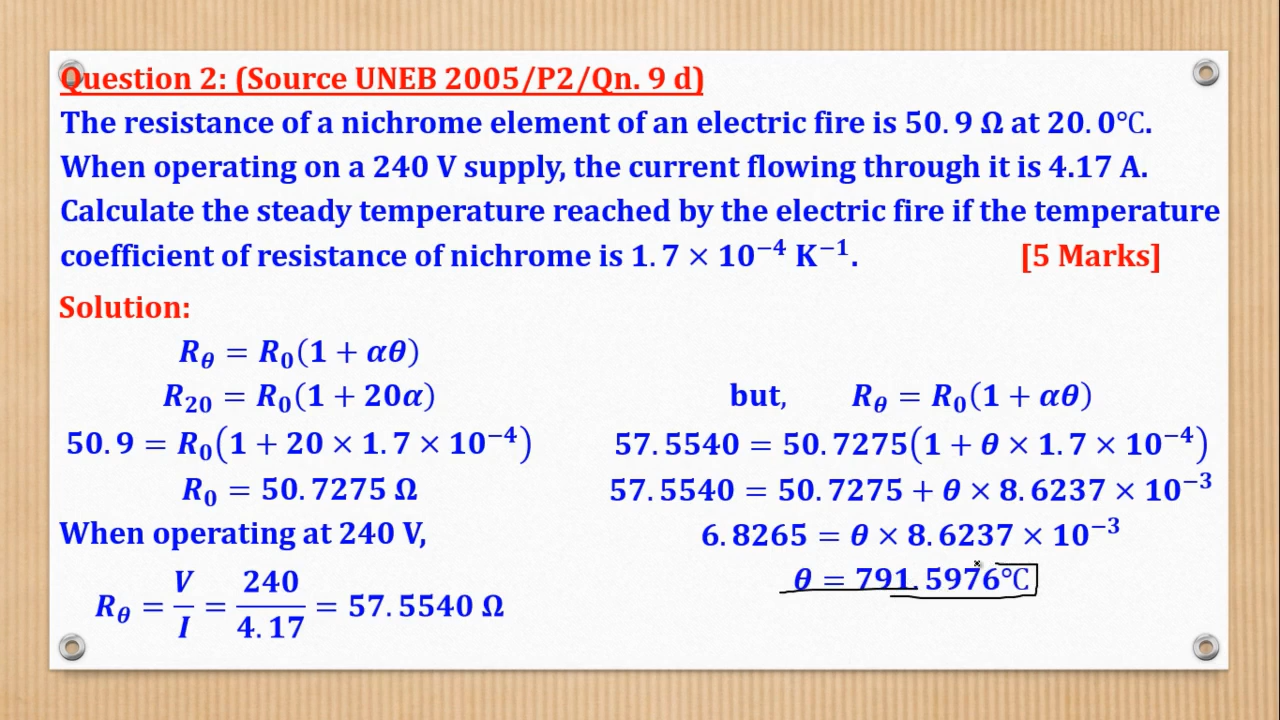 Question 2: (Source UNEB 2005/P2/Qn. 9 d)
The resistance of a nichrome element of an electric fire is 50.9 Ω at 20.0℃.
When operating on a 240 V supply, the current flowing through it is 4.17 A.
Calculate the steady temperature reached by the electric fire if the temperature
coefficient of resistance of nichrome is 1.7 × 10⁻⁴ K⁻¹. [5 Marks]
Solution:
R_θ = R₀(1 + αθ)
R₂₀ = R₀(1 + 20α)
50.9 = R₀(1 + 20 × 1.7 × 10⁻⁴)
R₀ = 50.7275 Ω
When operating at 240 V,
R_θ = V/I = 240/4.17 = 57.5540 Ω
but, R_θ = R₀(1 + αθ)
57.5540 = 50.7275(1 + θ × 1.7 × 10⁻⁴)
57.5540 = 50.7275 + θ × 8.6237 × 10⁻³
6.8265 = θ × 8.6237 × 10⁻³
θ = 791.5976℃